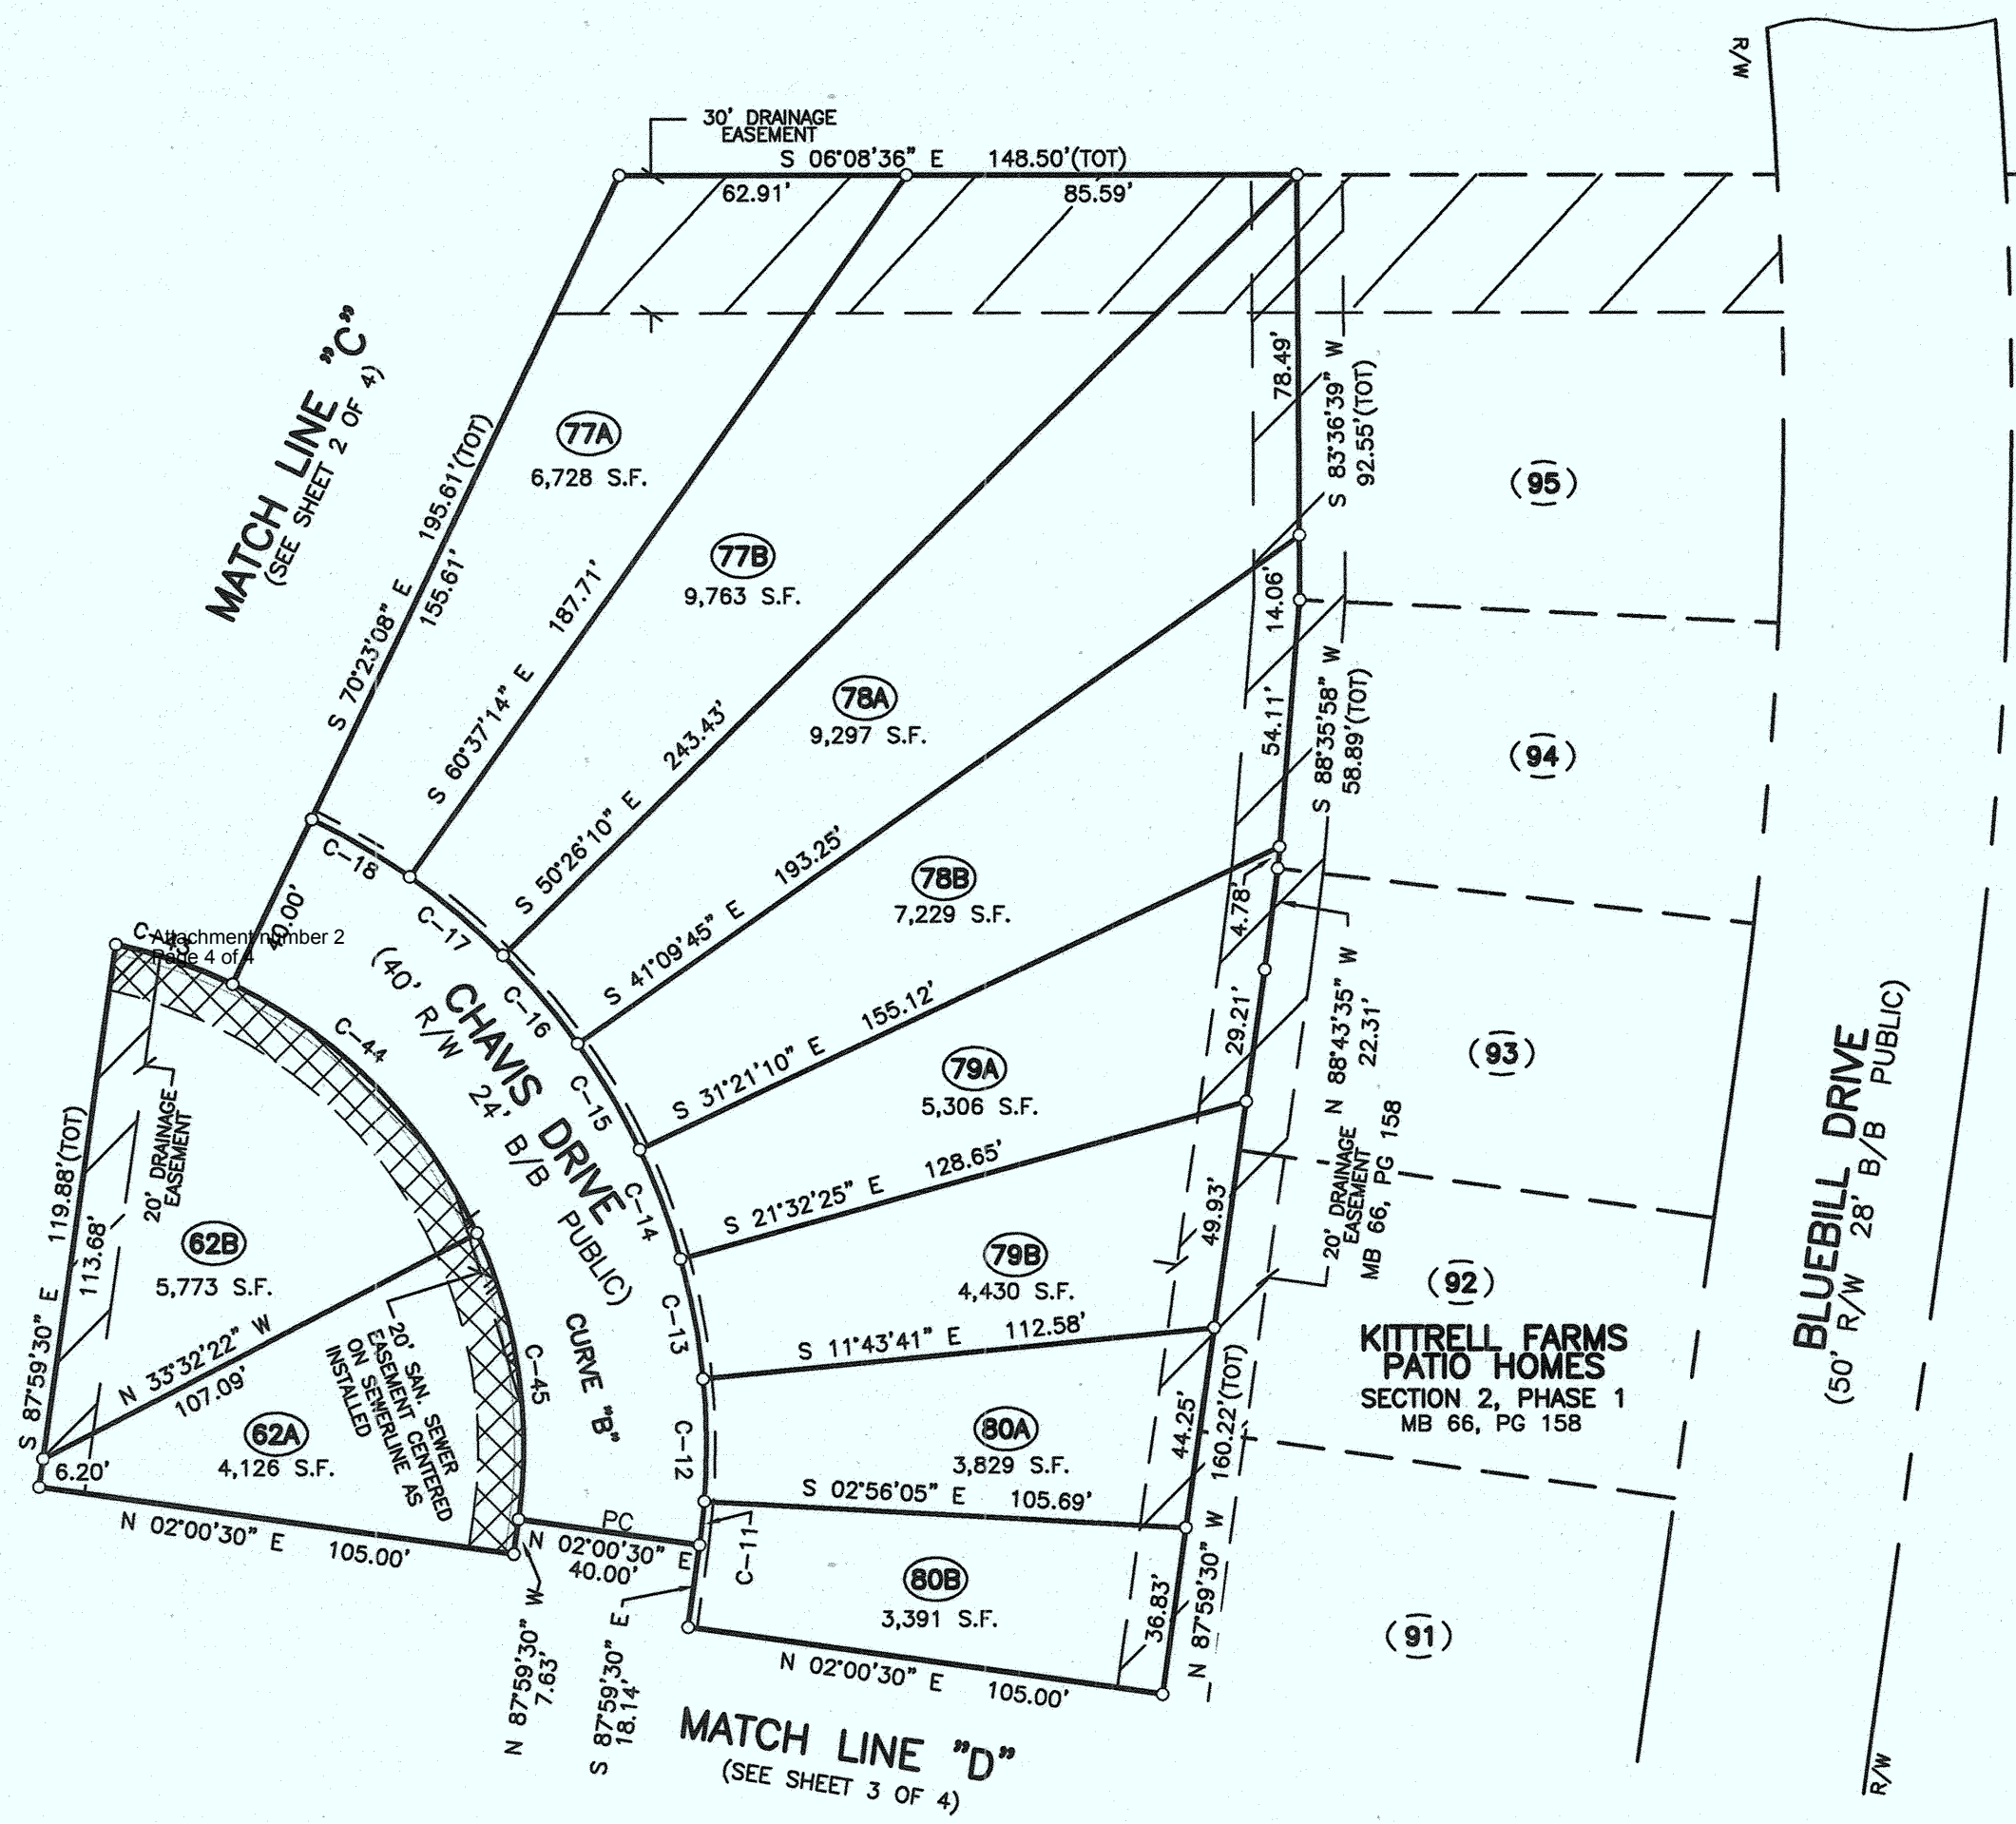 R/W
30' DRAINAGE
EASEMENT
S 06°08'36" E 148.50'(TOT)
62.91'
85.59'
MATCH LINE "C"
(SEE SHEET 2 OF 4)
S 70°23'08" E 195.61'(TOT)
155.61'
77A
6,728 S.F.
S 60°37'14" E 187.71'
77B
9,763 S.F.
S 50°26'10" E 243.43'
78A
9,297 S.F.
S 41°09'45" E 193.25'
78B
7,229 S.F.
S 31°21'10" E 155.12'
79A
5,306 S.F.
S 21°32'25" E 128.65'
79B
4,430 S.F.
S 11°43'41" E 112.58'
80A
3,829 S.F.
S 02°56'05" E 105.69'
80B
3,391 S.F.
N 02°00'30" E 105.00'
78.49'
S 83°36'39" W
92.55'(TOT)
14.06'
54.11'
S 88°35'58" W
58.89'(TOT)
4.78'
N 88°43'35" W
22.31'
29.21'
20' DRAINAGE
EASEMENT
MB 66, PG 158
49.93'
44.25'
160.22'(TOT)
36.83'
N 87°59'30" W
(95)
(94)
(93)
(92)
KITTRELL FARMS
PATIO HOMES
SECTION 2, PHASE 1
MB 66, PG 158
(91)
BLUEBILL DRIVE
(50' R/W 28' B/B PUBLIC)
R/W
C-18
C-17
C-16
C-15
C-14
C-13
C-12
C-11
40.00'
C-43
Attachment number 2
Page 4 of 4
C-44
C-45
CHAVIS DRIVE
(40' R/W 24' B/B PUBLIC)
CURVE "B"
20' DRAINAGE
EASEMENT
S 87°59'30" E 119.88'(TOT)
113.68'
62B
5,773 S.F.
N 33°32'22" W
107.09'
20' SAN. SEWER
EASEMENT CENTERED
ON SEWERLINE AS
INSTALLED
62A
4,126 S.F.
6.20'
N 02°00'30" E 105.00'
PC
N 02°00'30" E
40.00'
N 87°59'30" W
7.63'
S 87°59'30" E
18.14'
MATCH LINE "D"
(SEE SHEET 3 OF 4)